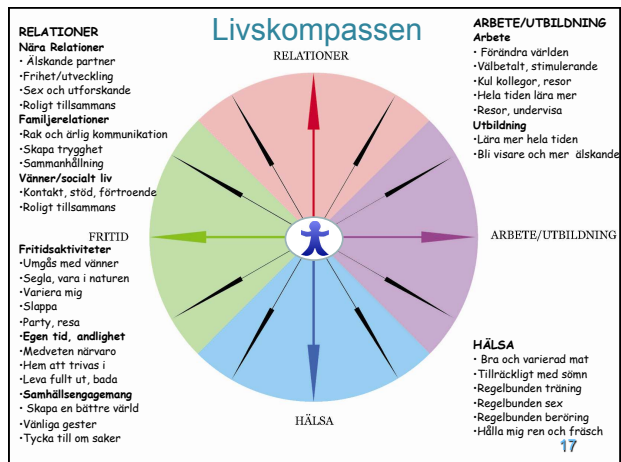 Livskompassen
RELATIONER
Nära Relationer
• Älskande partner
•Frihet/utveckling
•Sex och utforskande
•Roligt tillsammans
Familjerelationer
•Rak och ärlig kommunikation
•Skapa trygghet
•Sammanhållning
Vänner/socialt liv
•Kontakt, stöd, förtroende
•Roligt tillsammans
RELATIONER
ARBETE/UTBILDNING
Arbete
• Förändra världen
•Välbetalt, stimulerande
•Kul kollegor, resor
•Hela tiden lära mer
•Resor, undervisa
Utbildning
•Lära mer hela tiden
•Bli visare och mer älskande
FRITID
ARBETE/UTBILDNING
Fritidsaktiviteter
•Umgås med vänner
•Segla, vara i naturen
•Variera mig
•Slappa
•Party, resa
•Egen tid, andlighet
•Medveten närvaro
•Hem att trivas i
•Leva fullt ut, bada
•Samhällsengagemang
• Skapa en bättre värld
•Vänliga gester
•Tycka till om saker
HÄLSA
HÄLSA
• Bra och varierad mat
•Tillräckligt med sömn
•Regelbunden träning
•Regelbunden sex
•Regelbunden beröring
•Hålla mig ren och fräsch
17